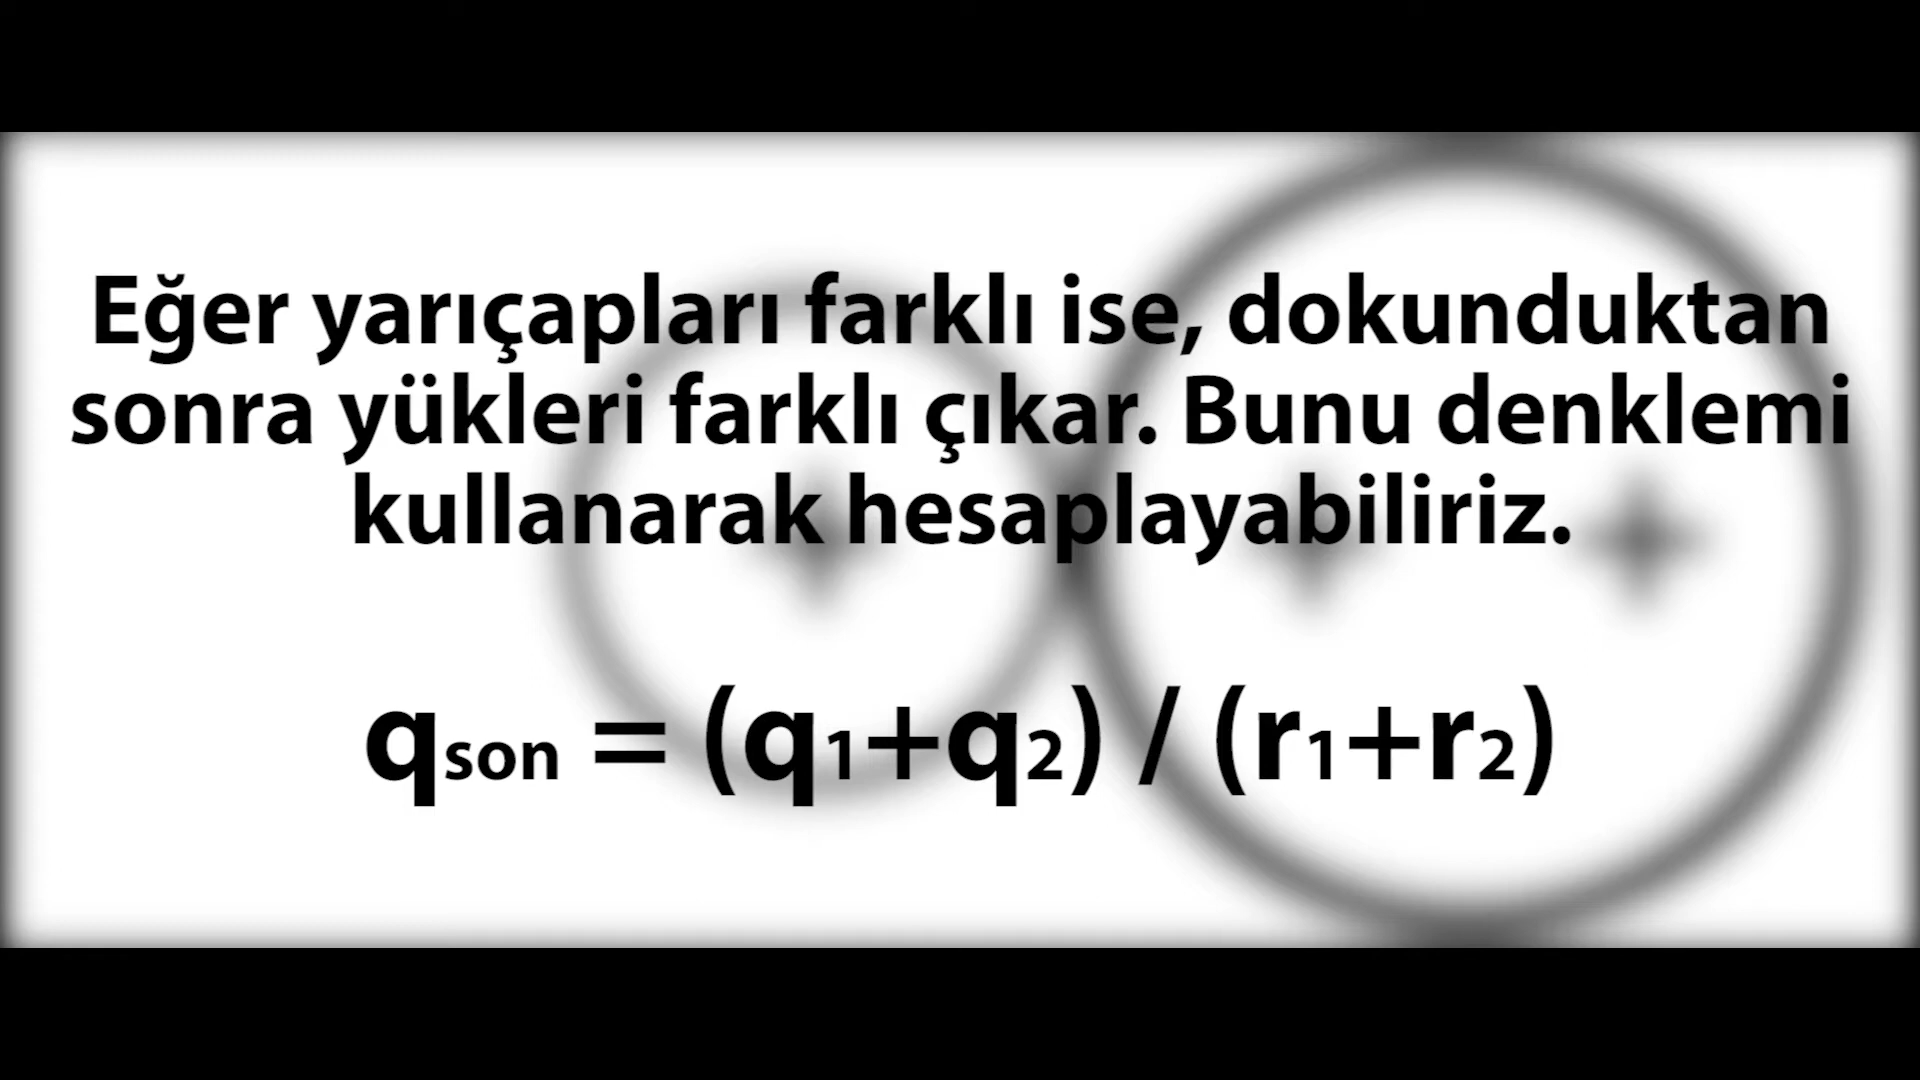 Eğer yarıçapları farklı ise, dokunduktan
sonra yükleri farklı çıkar. Bunu denklemi
kullanarak hesaplayabiliriz.
qson = (q1+q2) / (r1+r2)